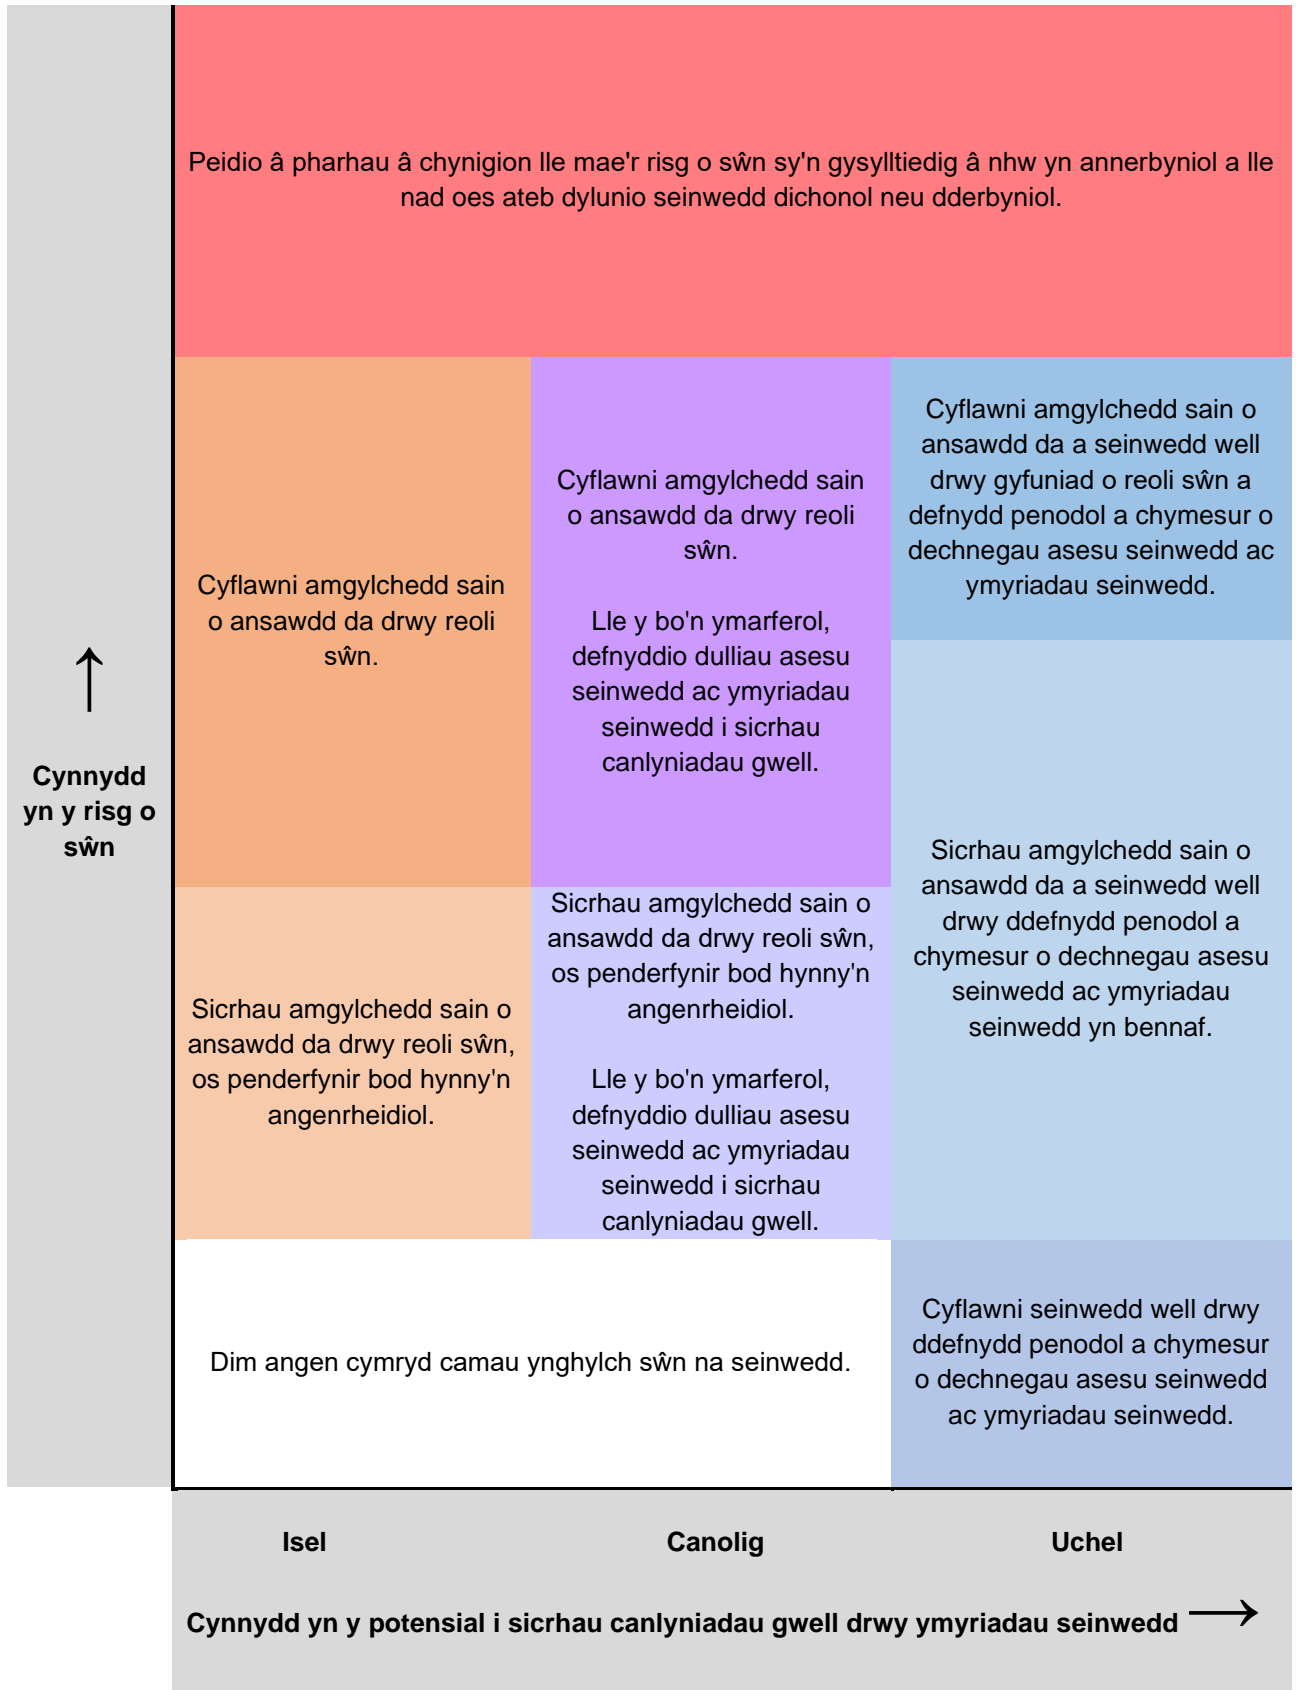 Peidio â pharhau â chynigion lle mae'r risg o sŵn sy'n gysylltiedig â nhw yn annerbyniol a lle
nad oes ateb dylunio seinwedd dichonol neu dderbyniol.
Cyflawni amgylchedd sain
o ansawdd da drwy reoli
sŵn.
Cyflawni amgylchedd sain
o ansawdd da drwy reoli
sŵn.
Lle y bo'n ymarferol,
defnyddio dulliau asesu
seinwedd ac ymyriadau
seinwedd i sicrhau
canlyniadau gwell.
Cyflawni amgylchedd sain o
ansawdd da a seinwedd well
drwy gyfuniad o reoli sŵn a
defnydd penodol a chymesur o
dechnegau asesu seinwedd ac
ymyriadau seinwedd.
↑
Cynnydd
yn y risg o
sŵn
Sicrhau amgylchedd sain o
ansawdd da drwy reoli sŵn,
os penderfynir bod hynny'n
angenrheidiol.
Sicrhau amgylchedd sain o
ansawdd da drwy reoli sŵn,
os penderfynir bod hynny'n
angenrheidiol.
Lle y bo'n ymarferol,
defnyddio dulliau asesu
seinwedd ac ymyriadau
seinwedd i sicrhau
canlyniadau gwell.
Sicrhau amgylchedd sain o
ansawdd da a seinwedd well
drwy ddefnydd penodol a
chymesur o dechnegau asesu
seinwedd ac ymyriadau
seinwedd yn bennaf.
Dim angen cymryd camau ynghylch sŵn na seinwedd.
Cyflawni seinwedd well drwy
ddefnydd penodol a chymesur
o dechnegau asesu seinwedd
ac ymyriadau seinwedd.
Isel Canolig Uchel
Cynnydd yn y potensial i sicrhau canlyniadau gwell drwy ymyriadau seinwedd →